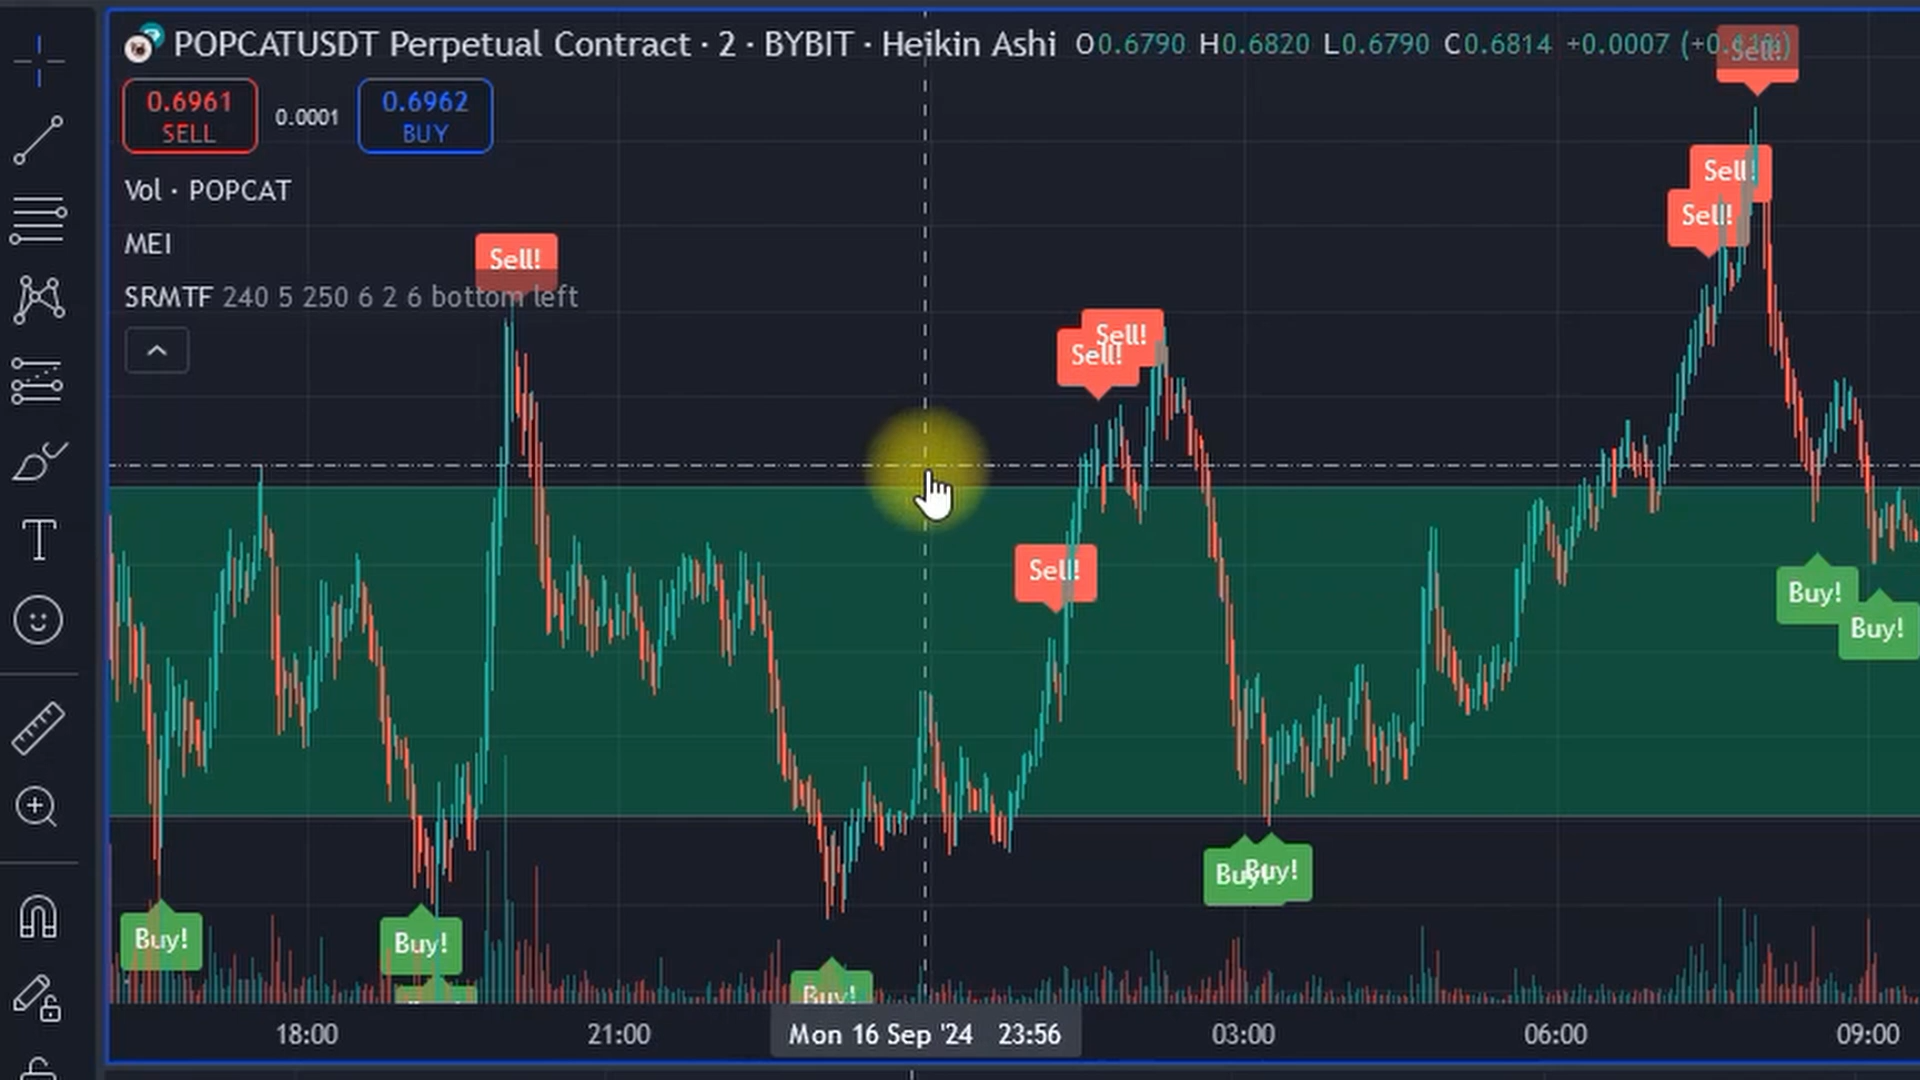 POPCATUSDT Perpetual Contract · 2 · BYBIT · Heikin Ashi O0.6790 H0.6820 L0.6790 C0.6814 +0.0007
Sell!
0.6961
SELL
0.0001
0.6962
BUY
Vol · POPCAT
MEI
SRMTF 240 5 250 6 2 6 bottom left
Sell!
Sell!
Sell!
Sell!
Sell!
Sell!
Buy!
Buy!
Buy!
Buy!
Buy!
Buy!
Buy!
18:00
21:00
Mon 16 Sep '24 23:56
03:00
06:00
09:00